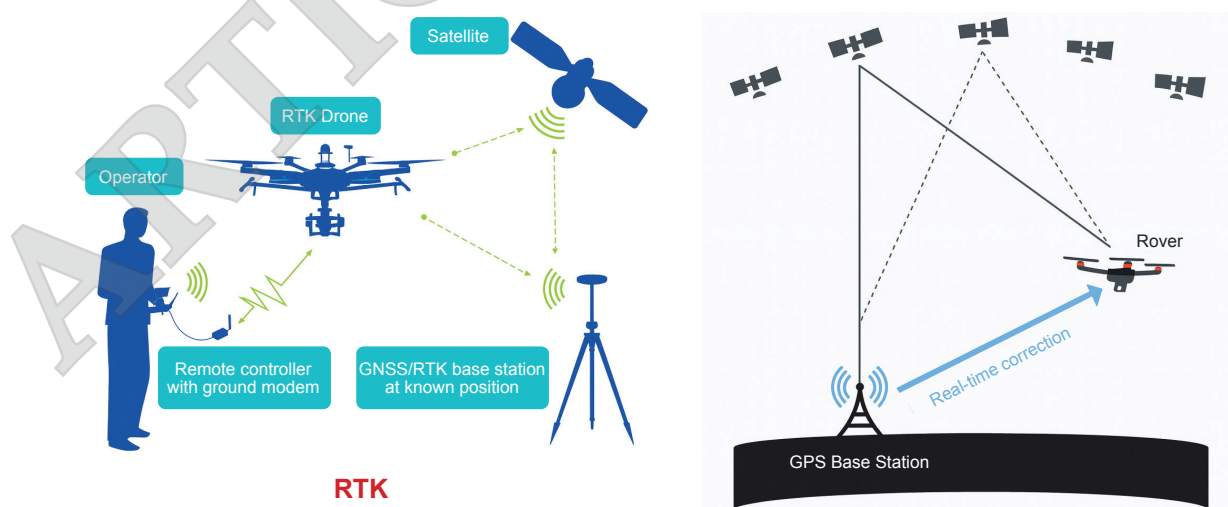 Satellite
RTK Drone
Operator
Remote controller
with ground modem
GNSS/RTK base station
at known position
RTK
Rover
Real-time correction
GPS Base Station
ARTIC